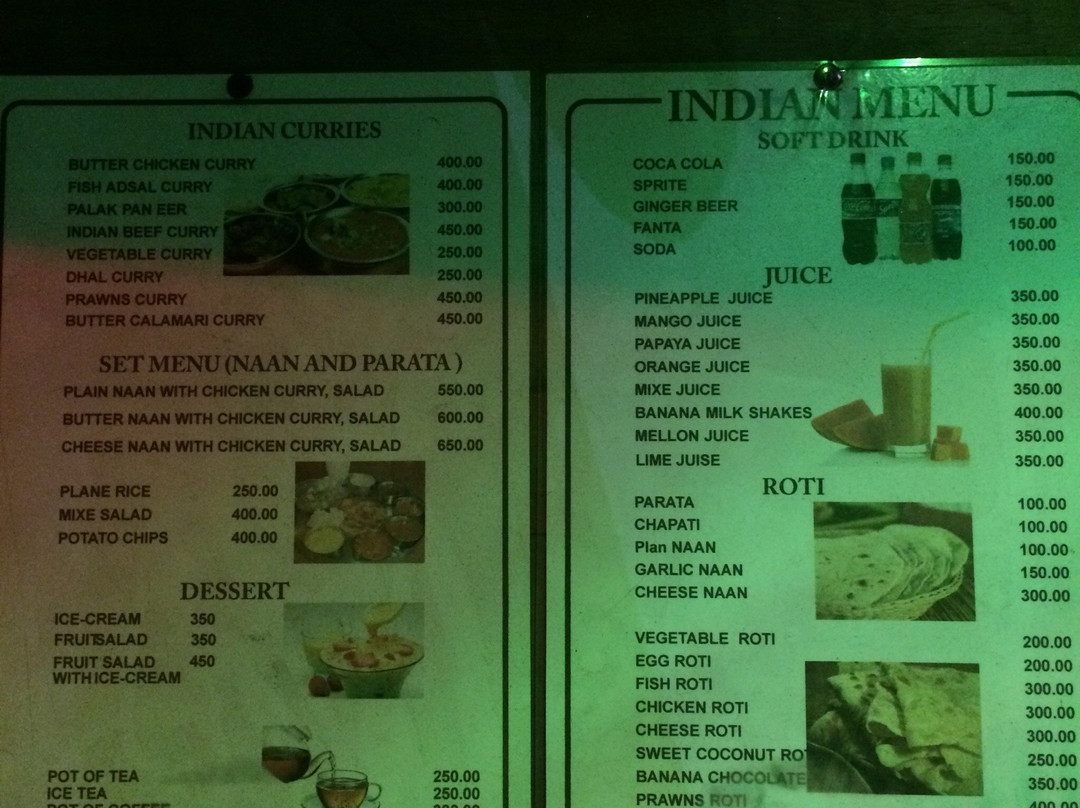 INDIAN CURRIES
BUTTER CHICKEN CURRY 400.00
FISH ADSAL CURRY 400.00
PALAK PAN EER 300.00
INDIAN BEEF CURRY 450.00
VEGETABLE CURRY 250.00
DHAL CURRY 250.00
PRAWNS CURRY 450.00
BUTTER CALAMARI CURRY 450.00
SET MENU (NAAN AND PARATA )
PLAIN NAAN WITH CHICKEN CURRY, SALAD 550.00
BUTTER NAAN WITH CHICKEN CURRY, SALAD 600.00
CHEESE NAAN WITH CHICKEN CURRY, SALAD 650.00
PLANE RICE 250.00
MIXE SALAD 400.00
POTATO CHIPS 400.00
DESSERT
ICE-CREAM 350
FRUITSALAD 350
FRUIT SALAD 450
WITH ICE-CREAM
POT OF TEA 250.00
ICE TEA 250.00
POT OF COFFEE
INDIAN MENU
SOFT DRINK
COCA COLA 150.00
SPRITE 150.00
GINGER BEER 150.00
FANTA 150.00
SODA 100.00
JUICE
PINEAPPLE JUICE 350.00
MANGO JUICE 350.00
PAPAYA JUICE 350.00
ORANGE JUICE 350.00
MIXE JUICE 350.00
BANANA MILK SHAKES 400.00
MELLON JUICE 350.00
LIME JUISE 350.00
ROTI
PARATA 100.00
CHAPATI 100.00
Plan NAAN 100.00
GARLIC NAAN 150.00
CHEESE NAAN 300.00
VEGETABLE ROTI 200.00
EGG ROTI 200.00
FISH ROTI 300.00
CHICKEN ROTI 300.00
CHEESE ROTI 300.00
SWEET COCONUT RO 250.00
BANANA CHOCOLATE 350.00
PRAWNS ROTI 400.00